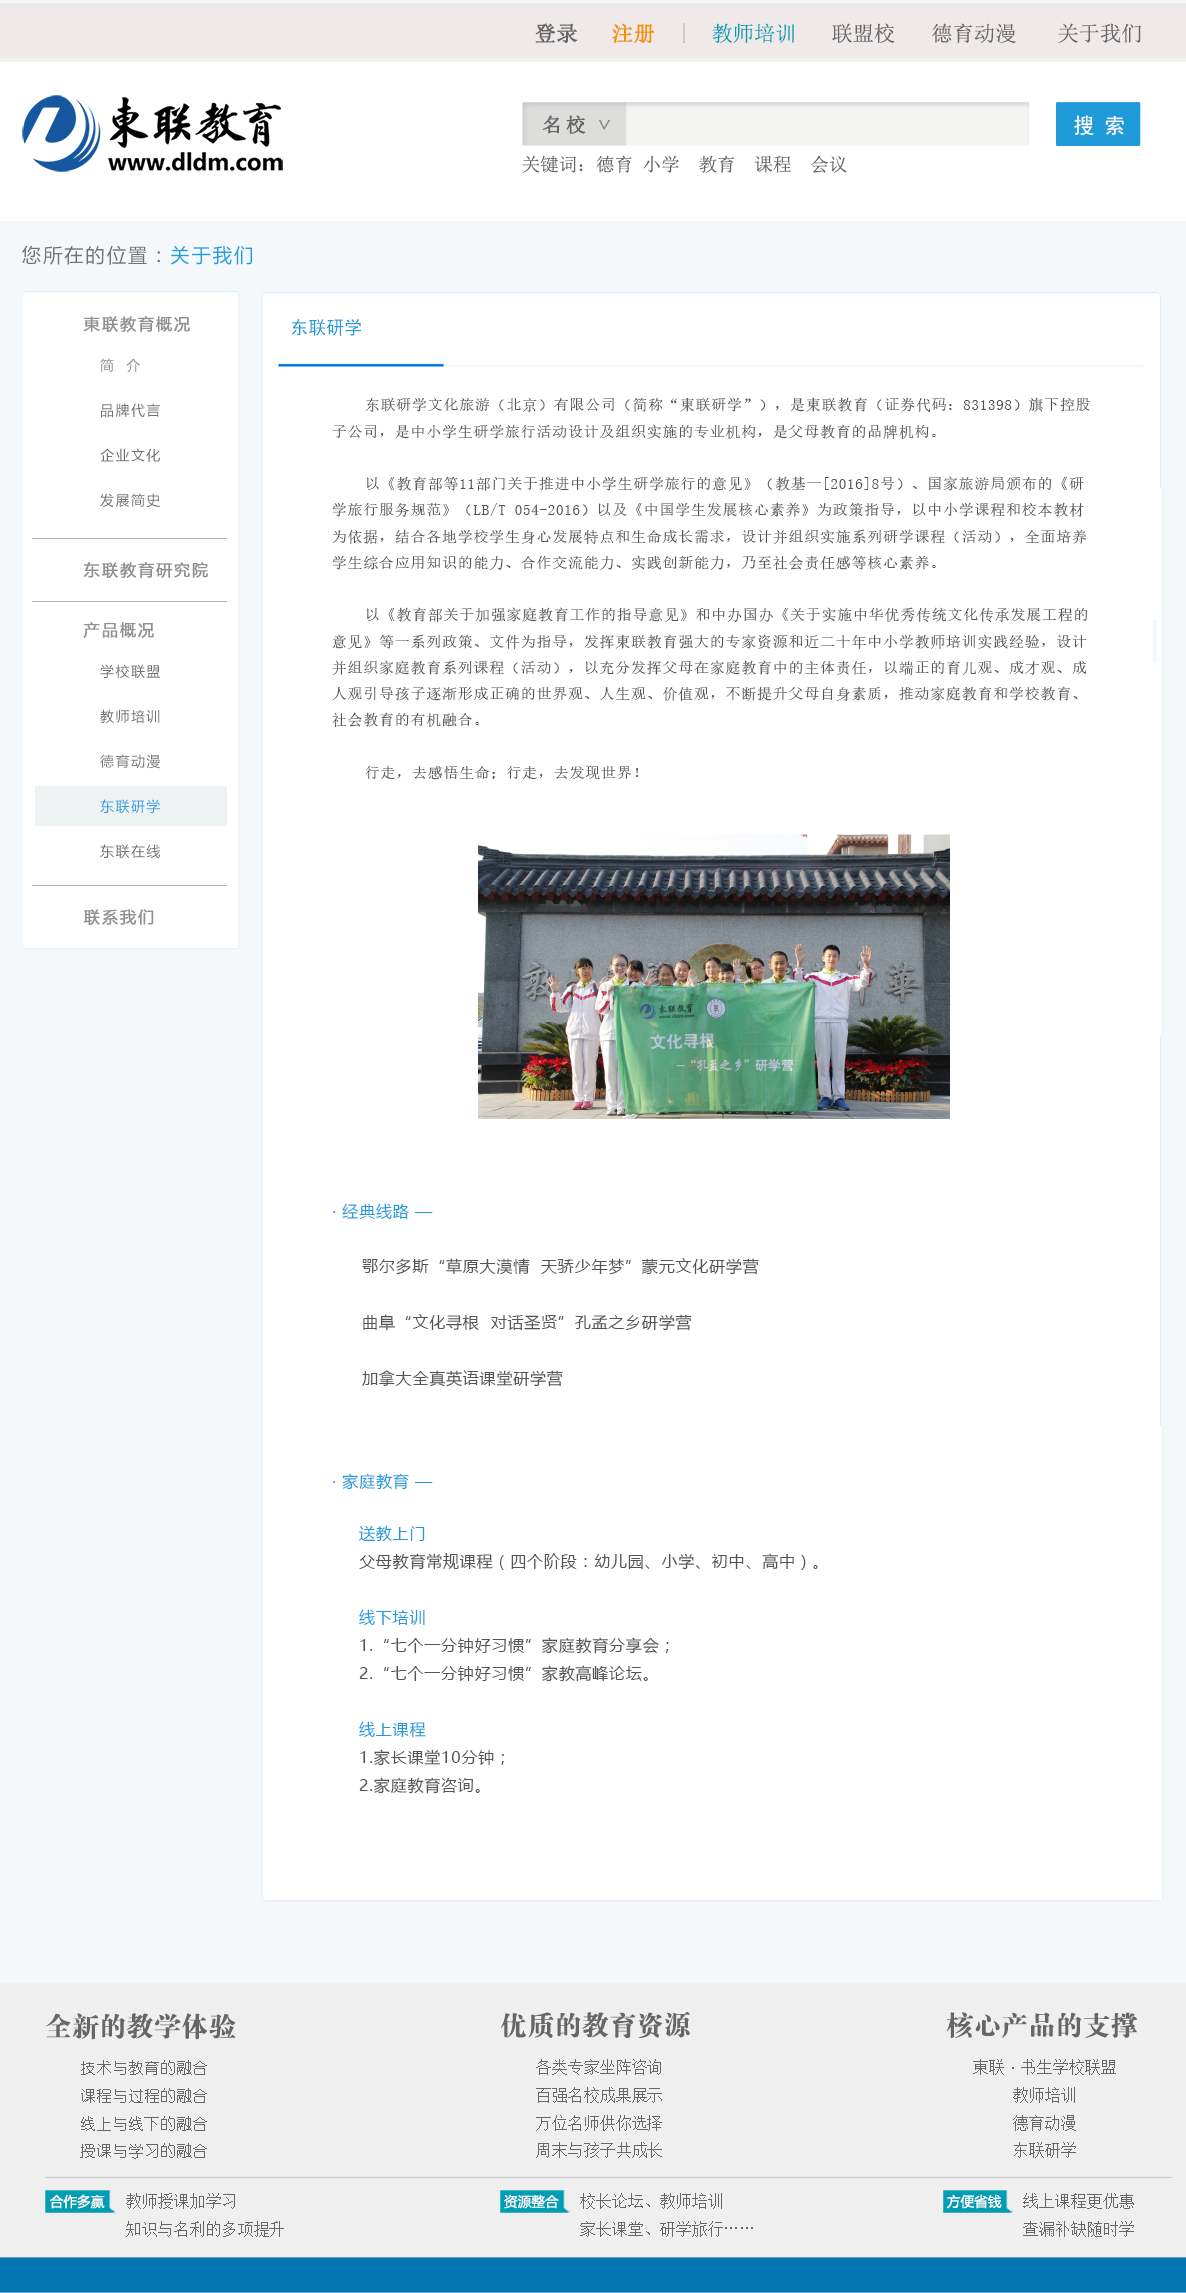 登录 注册 | 教师培训 联盟校 德育动漫 关于我们
東联教育
www.dldm.com
名校 搜 索
关键词：德育 小学 教育 课程 会议
您所在的位置：关于我们
東联教育概况
简 介
品牌代言
企业文化
发展简史
东联教育研究院
产品概况
学校联盟
教师培训
德育动漫
东联研学
东联在线
联系我们
东联研学
东联研学文化旅游（北京）有限公司（简称“東联研学”），是東联教育（证券代码：831398）旗下控股
子公司，是中小学生研学旅行活动设计及组织实施的专业机构，是父母教育的品牌机构。
以《教育部等11部门关于推进中小学生研学旅行的意见》（教基一[2016]8号）、国家旅游局颁布的《研
学旅行服务规范》（LB/T 054-2016）以及《中国学生发展核心素养》为政策指导，以中小学课程和校本教材
为依据，结合各地学校学生身心发展特点和生命成长需求，设计并组织实施系列研学课程（活动），全面培养
学生综合应用知识的能力、合作交流能力、实践创新能力，乃至社会责任感等核心素养。
以《教育部关于加强家庭教育工作的指导意见》和中办国办《关于实施中华优秀传统文化传承发展工程的
意见》等一系列政策、文件为指导，发挥東联教育强大的专家资源和近二十年中小学教师培训实践经验，设计
并组织家庭教育系列课程（活动），以充分发挥父母在家庭教育中的主体责任，以端正的育儿观、成才观、成
人观引导孩子逐渐形成正确的世界观、人生观、价值观，不断提升父母自身素质，推动家庭教育和学校教育、
社会教育的有机融合。
行走，去感悟生命；行走，去发现世界！
華
東联教育
www.dldm.com
文化寻根
—“孔孟之乡”研学营
· 经典线路 —
鄂尔多斯“草原大漠情 天骄少年梦”蒙元文化研学营
曲阜“文化寻根 对话圣贤”孔孟之乡研学营
加拿大全真英语课堂研学营
· 家庭教育 —
送教上门
父母教育常规课程（四个阶段：幼儿园、小学、初中、高中）。
线下培训
1.“七个一分钟好习惯”家庭教育分享会；
2.“七个一分钟好习惯”家教高峰论坛。
线上课程
1.家长课堂10分钟；
2.家庭教育咨询。
全新的教学体验
技术与教育的融合
课程与过程的融合
线上与线下的融合
授课与学习的融合
优质的教育资源
各类专家坐阵咨询
百强名校成果展示
万位名师供你选择
周末与孩子共成长
核心产品的支撑
東联·书生学校联盟
教师培训
德育动漫
东联研学
合作多赢 教师授课加学习
知识与名利的多项提升
资源整合 校长论坛、教师培训
家长课堂、研学旅行……
方便省钱 线上课程更优惠
查漏补缺随时学